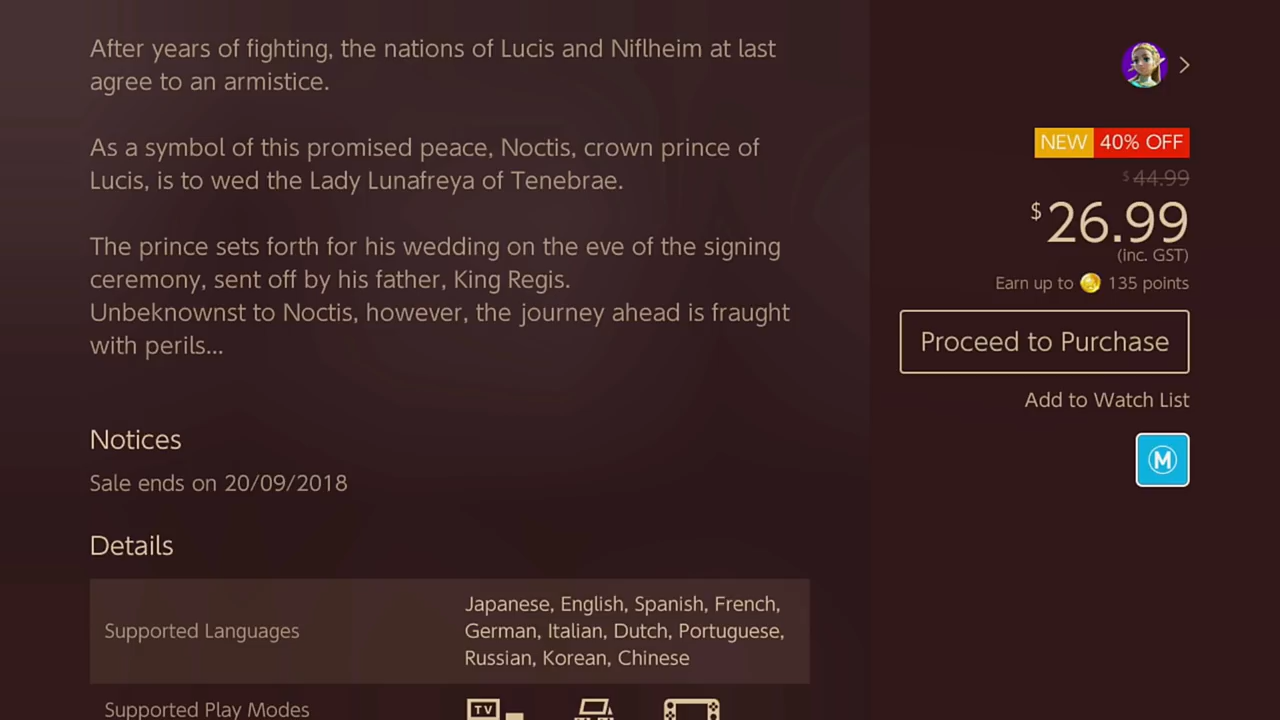 After years of fighting, the nations of Lucis and Niflheim at last
agree to an armistice.
As a symbol of this promised peace, Noctis, crown prince of
Lucis, is to wed the Lady Lunafreya of Tenebrae.
The prince sets forth for his wedding on the eve of the signing
ceremony, sent off by his father, King Regis.
Unbeknownst to Noctis, however, the journey ahead is fraught
with perils...
Notices
Sale ends on 20/09/2018
Details
Supported Languages
Japanese, English, Spanish, French,
German, Italian, Dutch, Portuguese,
Russian, Korean, Chinese
Supported Play Modes
TV
NEW 40% OFF
$44.99
$26.99
(inc. GST)
Earn up to 135 points
Proceed to Purchase
Add to Watch List
M